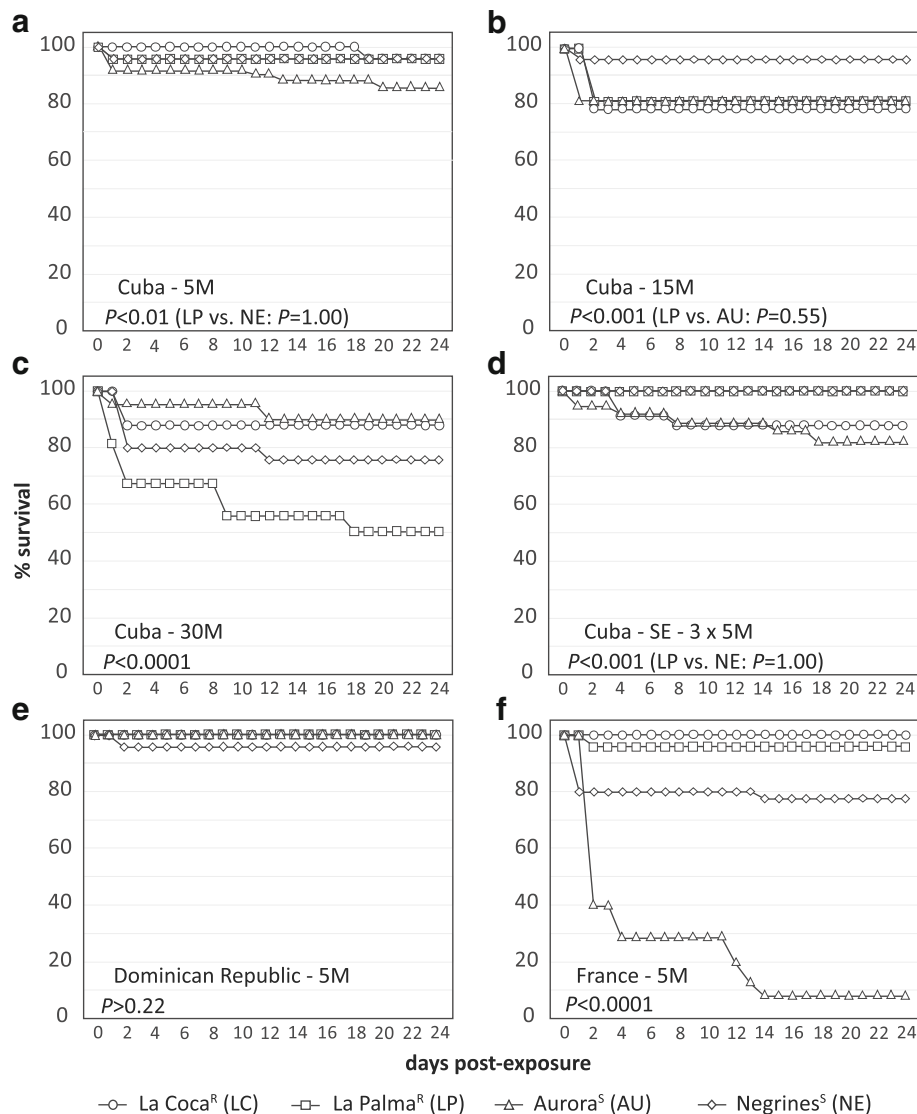 a
100
80
60
40
20
0
Cuba - 5M
P<0.01 (LP vs. NE: P=1.00)
0 2 4 6 8 10 12 14 16 18 20 22 24
b
100
80
60
40
20
0
Cuba - 15M
P<0.001 (LP vs. AU: P=0.55)
0 2 4 6 8 10 12 14 16 18 20 22 24
c
100
80
60
40
20
0
Cuba - 30M
P<0.0001
0 2 4 6 8 10 12 14 16 18 20 22 24
d
100
80
60
40
20
0
Cuba - SE - 3 x 5M
P<0.001 (LP vs. NE: P=1.00)
0 2 4 6 8 10 12 14 16 18 20 22 24
% survival
e
100
80
60
40
20
0
Dominican Republic - 5M
P>0.22
0 2 4 6 8 10 12 14 16 18 20 22 24
f
100
80
60
40
20
0
France - 5M
P<0.0001
0 2 4 6 8 10 12 14 16 18 20 22 24
days post-exposure
La Cocaᴿ (LC) La Palmaᴿ (LP) Auroraˢ (AU) Negrinesˢ (NE)